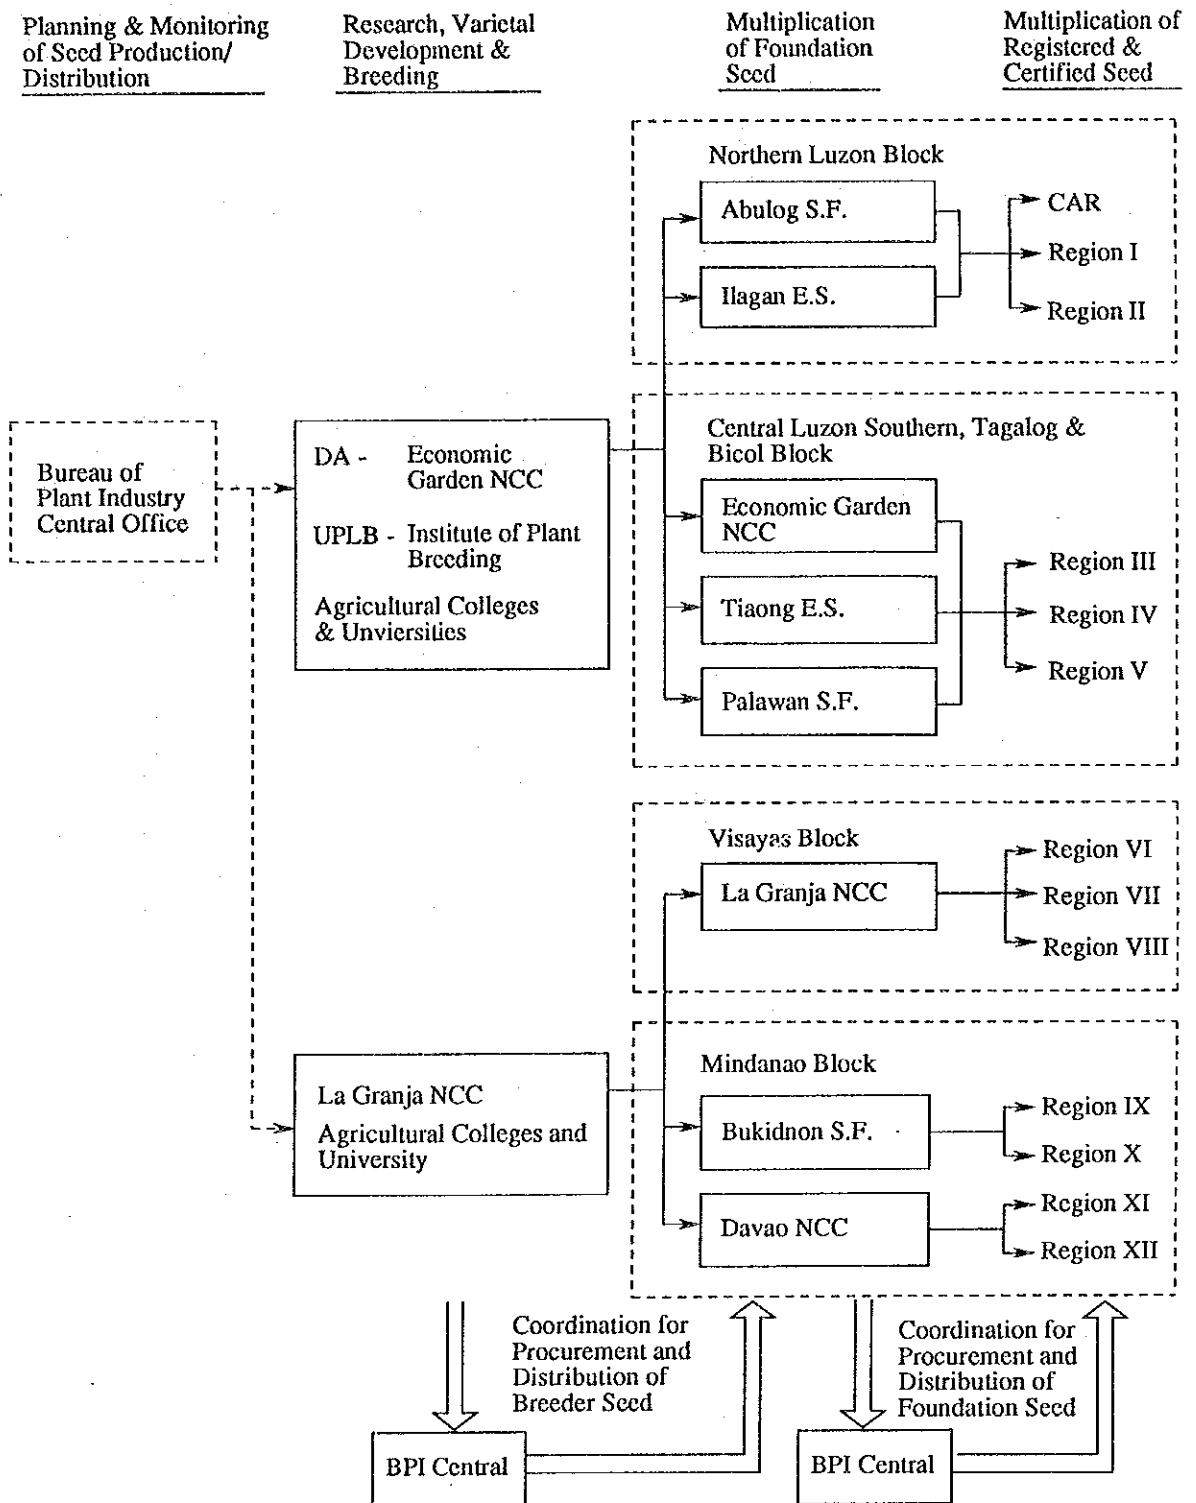 Planning & Monitoring
of Seed Production/
Distribution
Research, Varietal
Development &
Breeding
Multiplication
of Foundation
Seed
Multiplication of
Registered &
Certified Seed
Northern Luzon Block
Abulog S.F.
Ilagan E.S.
CAR
Region I
Region II
Bureau of
Plant Industry
Central Office
DA - Economic
Garden NCC
UPLB - Institute of Plant
Breeding
Agricultural Colleges
& Unviersities
Central Luzon Southern, Tagalog &
Bicol Block
Economic Garden
NCC
Tiaong E.S.
Palawan S.F.
Region III
Region IV
Region V
Visayas Block
La Granja NCC
Region VI
Region VII
Region VIII
La Granja NCC
Agricultural Colleges and
University
Mindanao Block
Bukidnon S.F.
Davao NCC
Region IX
Region X
Region XI
Region XII
Coordination for
Procurement and
Distribution of
Breeder Seed
BPI Central
Coordination for
Procurement and
Distribution of
Foundation Seed
BPI Central